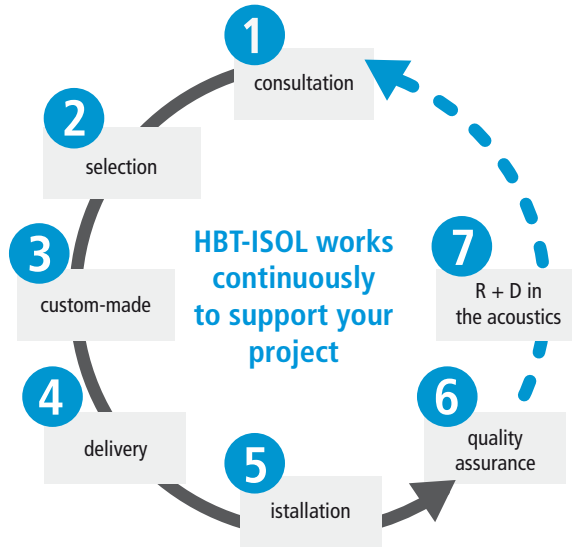 1
consultation
2
selection
3
custom-made
4
delivery
5
istallation
6
quality
assurance
7
R + D in
the acoustics
HBT-ISOL works
continuously
to support your
project